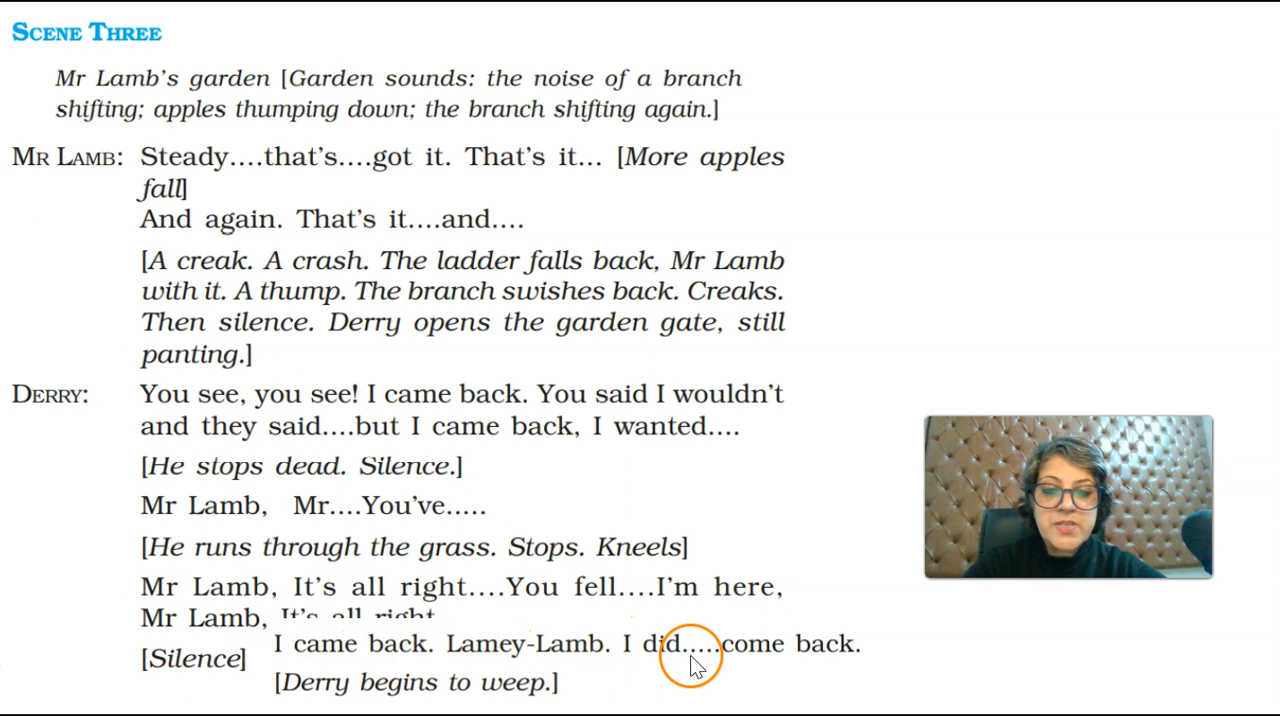 SCENE THREE
Mr Lamb's garden [Garden sounds: the noise of a branch
shifting; apples thumping down; the branch shifting again.]
MR LAMB: Steady....that's....got it. That's it... [More apples
fall]
And again. That's it....and....
[A creak. A crash. The ladder falls back, Mr Lamb
with it. A thump. The branch swishes back. Creaks.
Then silence. Derry opens the garden gate, still
panting.]
DERRY: You see, you see! I came back. You said I wouldn't
and they said....but I came back, I wanted....
[He stops dead. Silence.]
Mr Lamb, Mr....You've.....
[He runs through the grass. Stops. Kneels]
Mr Lamb, It's all right....You fell....I'm here,
Mr Lamb, It's all right
[Silence]
I came back. Lamey-Lamb. I did.....come back.
[Derry begins to weep.]